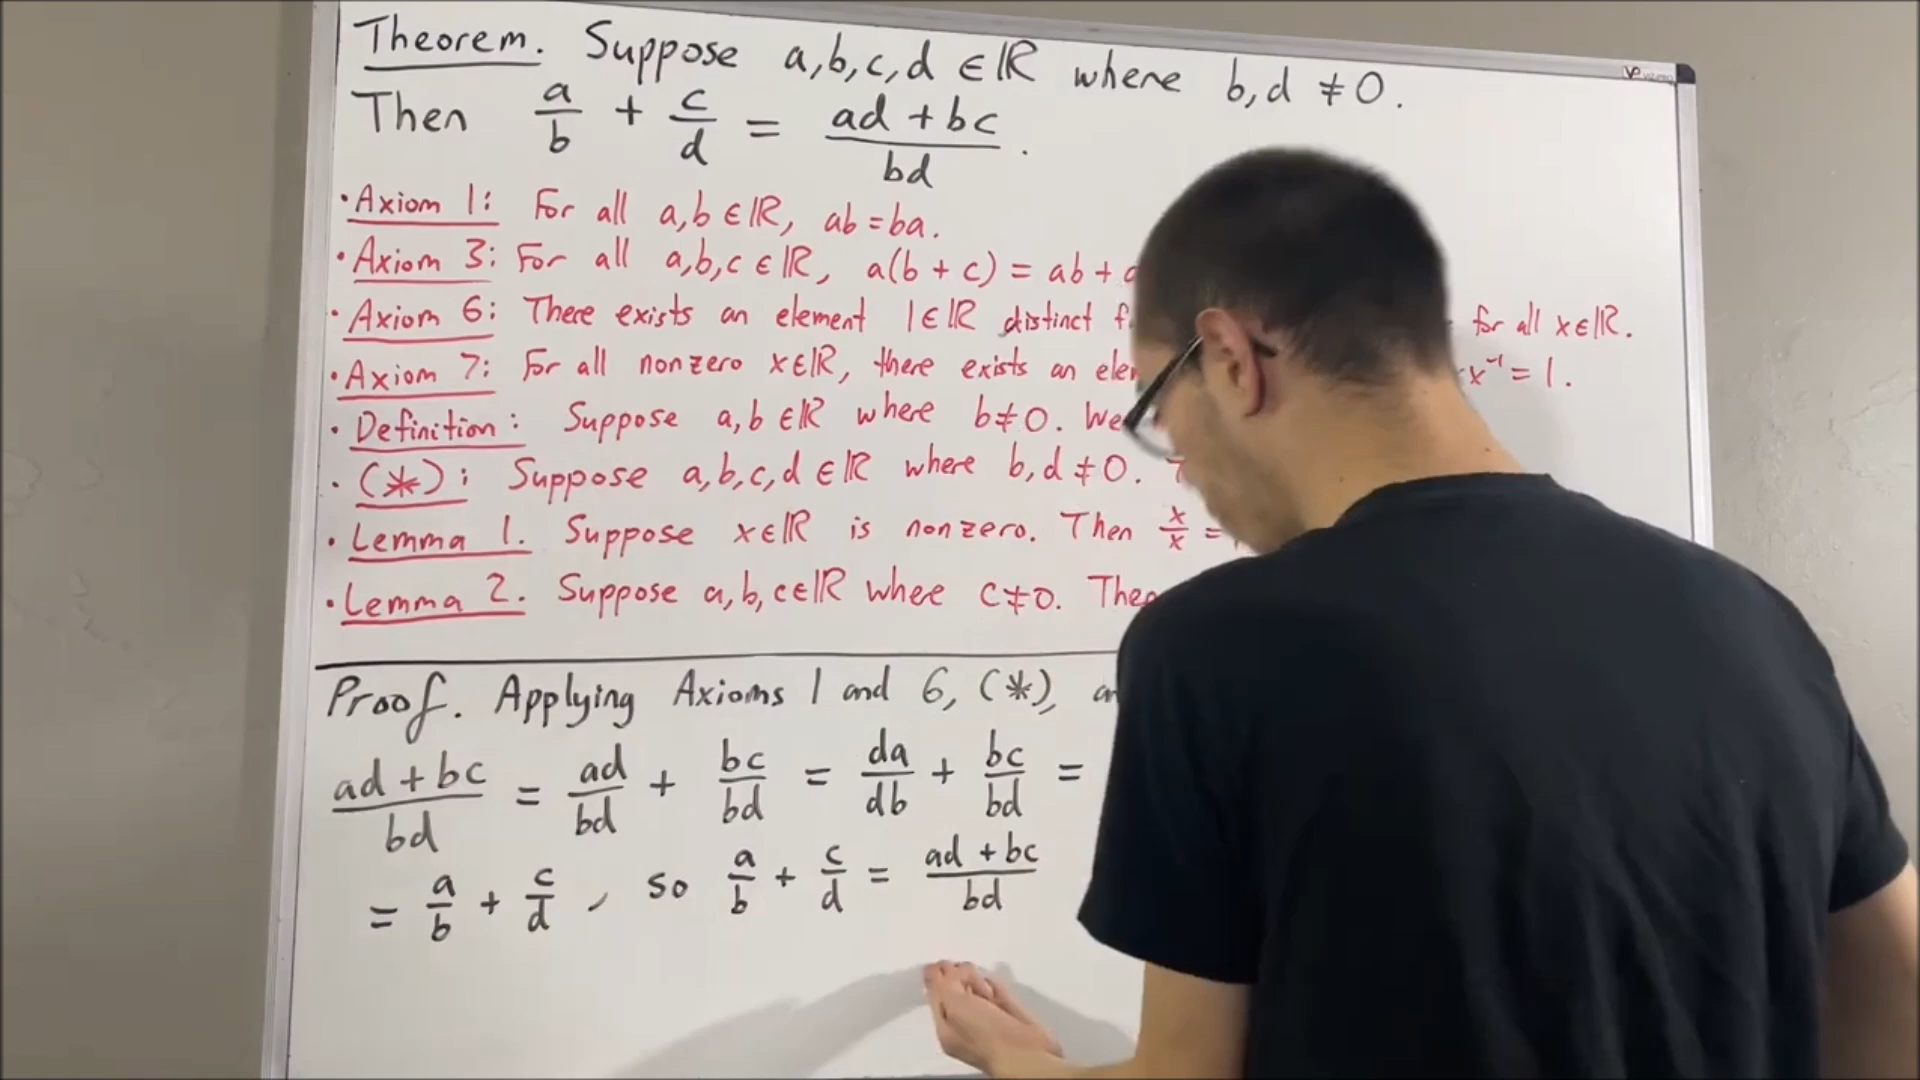 Theorem. Suppose a,b,c,d ∈ ℝ where b,d ≠ 0.
Then a/b + c/d = (ad + bc)/bd.
• Axiom 1: For all a,b ∈ ℝ, ab = ba.
• Axiom 3: For all a,b,c ∈ ℝ, a(b + c) = ab + a
• Axiom 6: There exists an element 1 ∈ ℝ distinct for all x ∈ ℝ.
• Axiom 7: For all nonzero x ∈ ℝ, there exists an x⁻¹ = 1.
• Definition: Suppose a,b ∈ ℝ where b ≠ 0. We
• (*): Suppose a,b,c,d ∈ ℝ where b,d ≠ 0.
• Lemma 1. Suppose x ∈ ℝ is nonzero. Then x/x =
• Lemma 2. Suppose a,b,c ∈ ℝ where c ≠ 0.
Proof. Applying Axioms 1 and 6, (*),
(ad + bc)/bd = ad/bd + bc/bd = da/db + bc/bd =
= a/b + c/d, so a/b + c/d = (ad + bc)/bd